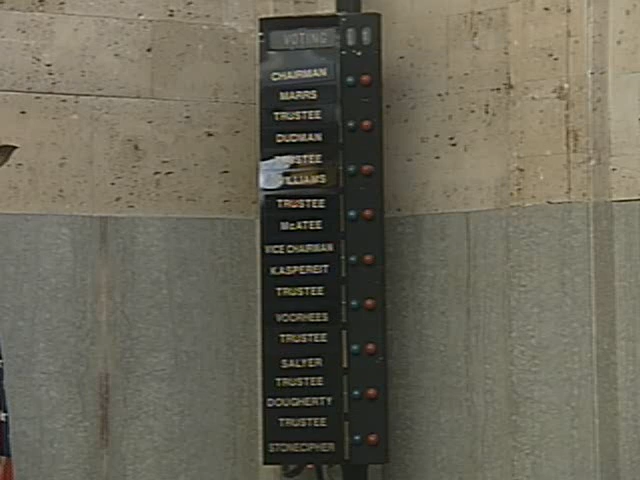 VOTING
CHAIRMAN
MARRS
TRUSTEE
DUDMAN
TRUSTEE
WILLIAMS
TRUSTEE
McATEE
VICE CHAIRMAN
KASPEREIT
TRUSTEE
VOORHEES
TRUSTEE
SALYER
TRUSTEE
DOUGHERTY
TRUSTEE
STONECIPHER